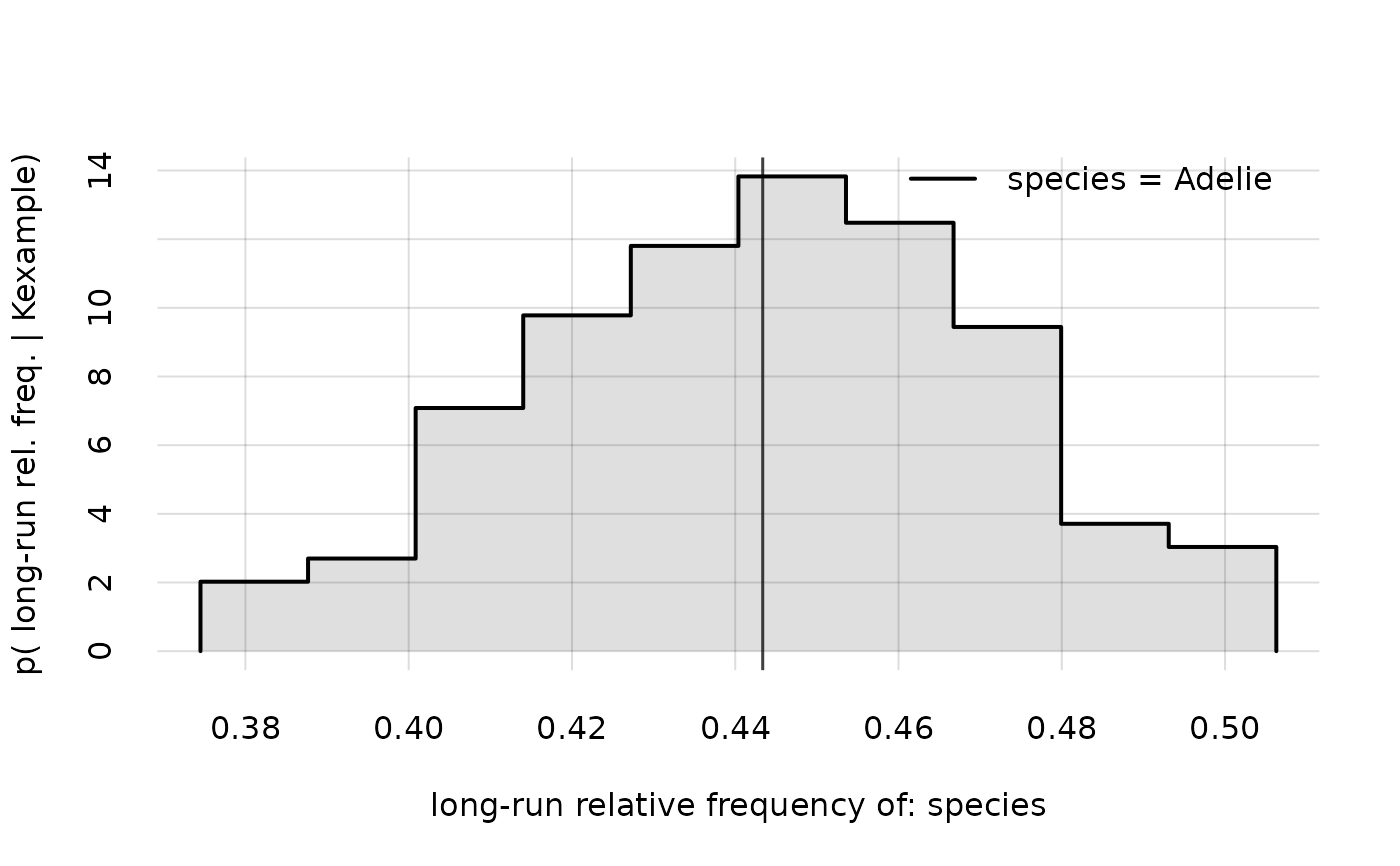 species = Adelie
p( long-run rel. freq. | Kexample)
14
10
8
6
4
2
0
0.38 0.40 0.42 0.44 0.46 0.48 0.50
long-run relative frequency of: species